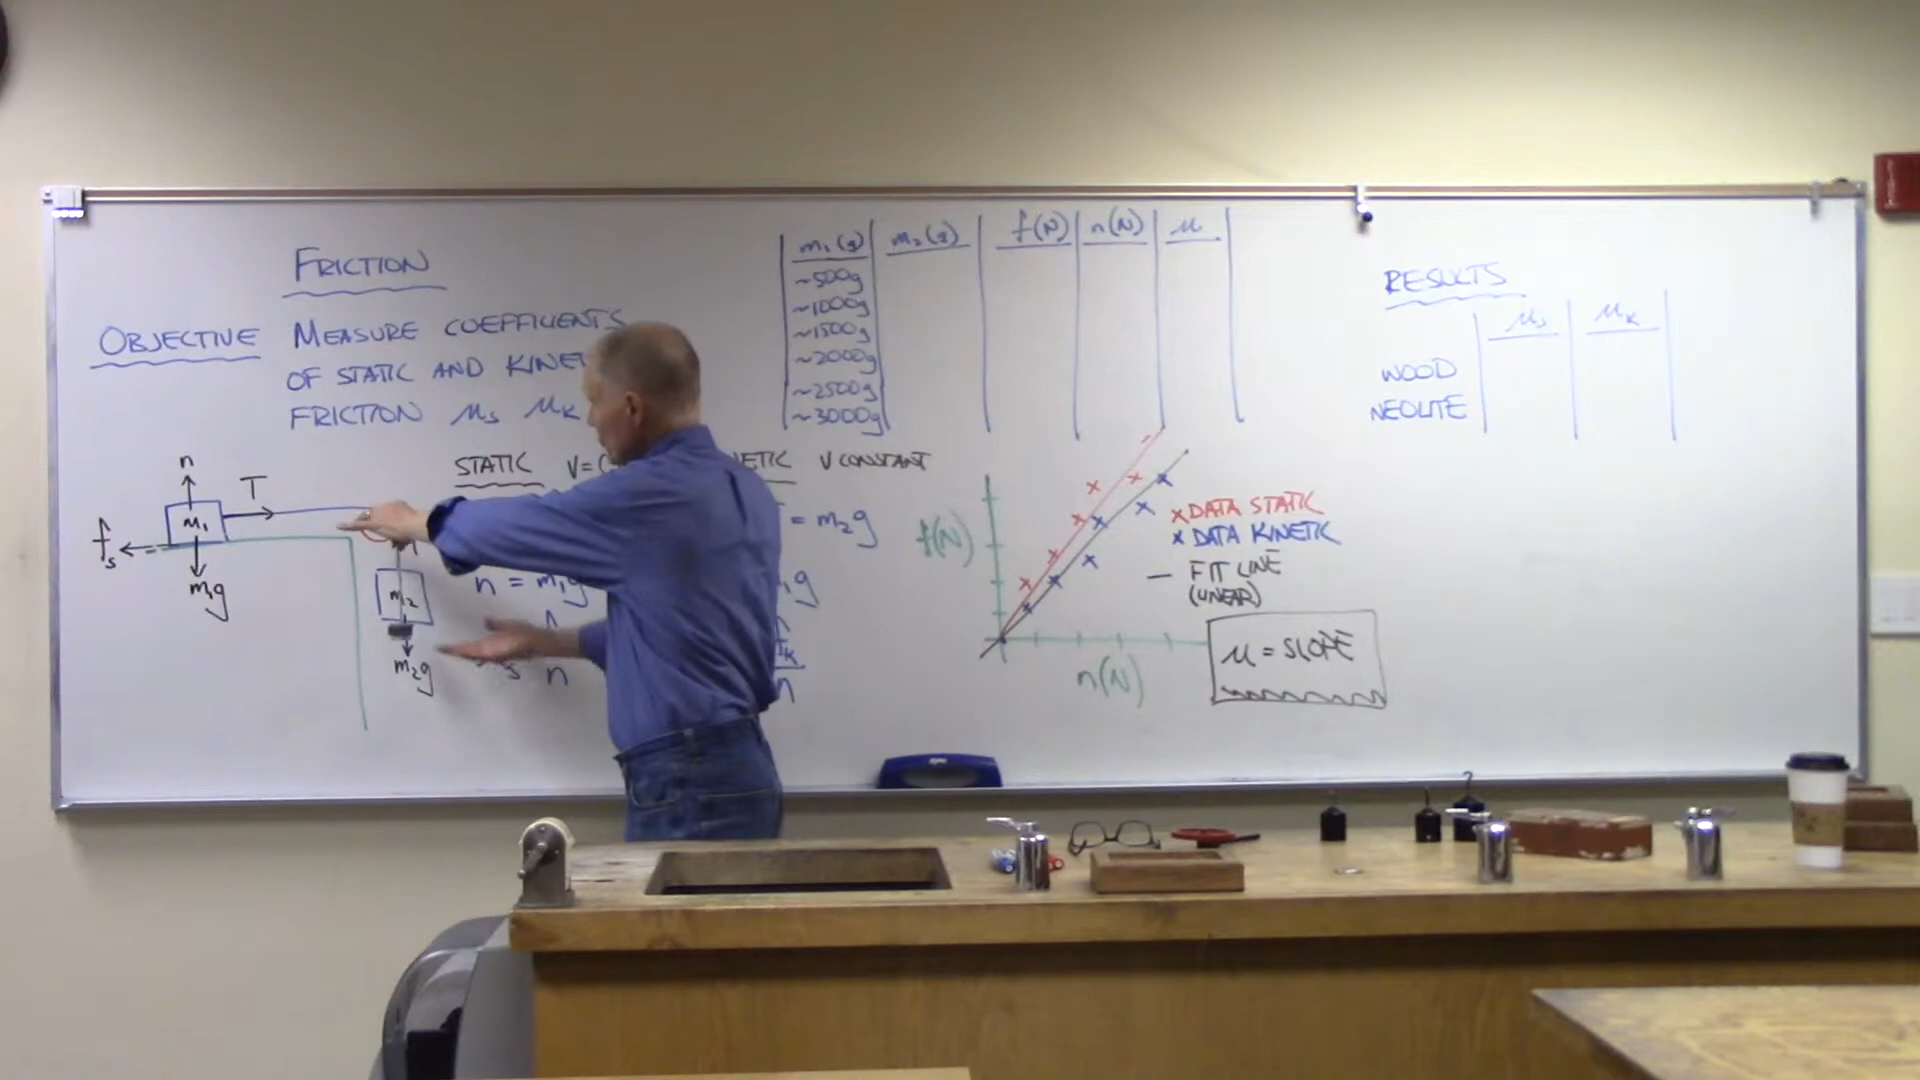 FRICTION
OBJECTIVE MEASURE COEFFICIENTS
OF STATIC AND KINE
FRICTION μs μk
n
T
m₁
fs
m₁g
m₂
m₂g
STATIC V= ETIC V CONSTANT
= m₂g
n = m₁g
n
n
m₁(g) m₂(g) f(N) n(N) μ
~500g
~1000g
~1500g
~2000g
~2500g
~3000g
f(N)
n(N)
x DATA STATIC
x DATA KINETIC
— FIT LINE
(LINEAR)
μ = SLOPE
RESULTS
μs μk
WOOD
NEOLITE